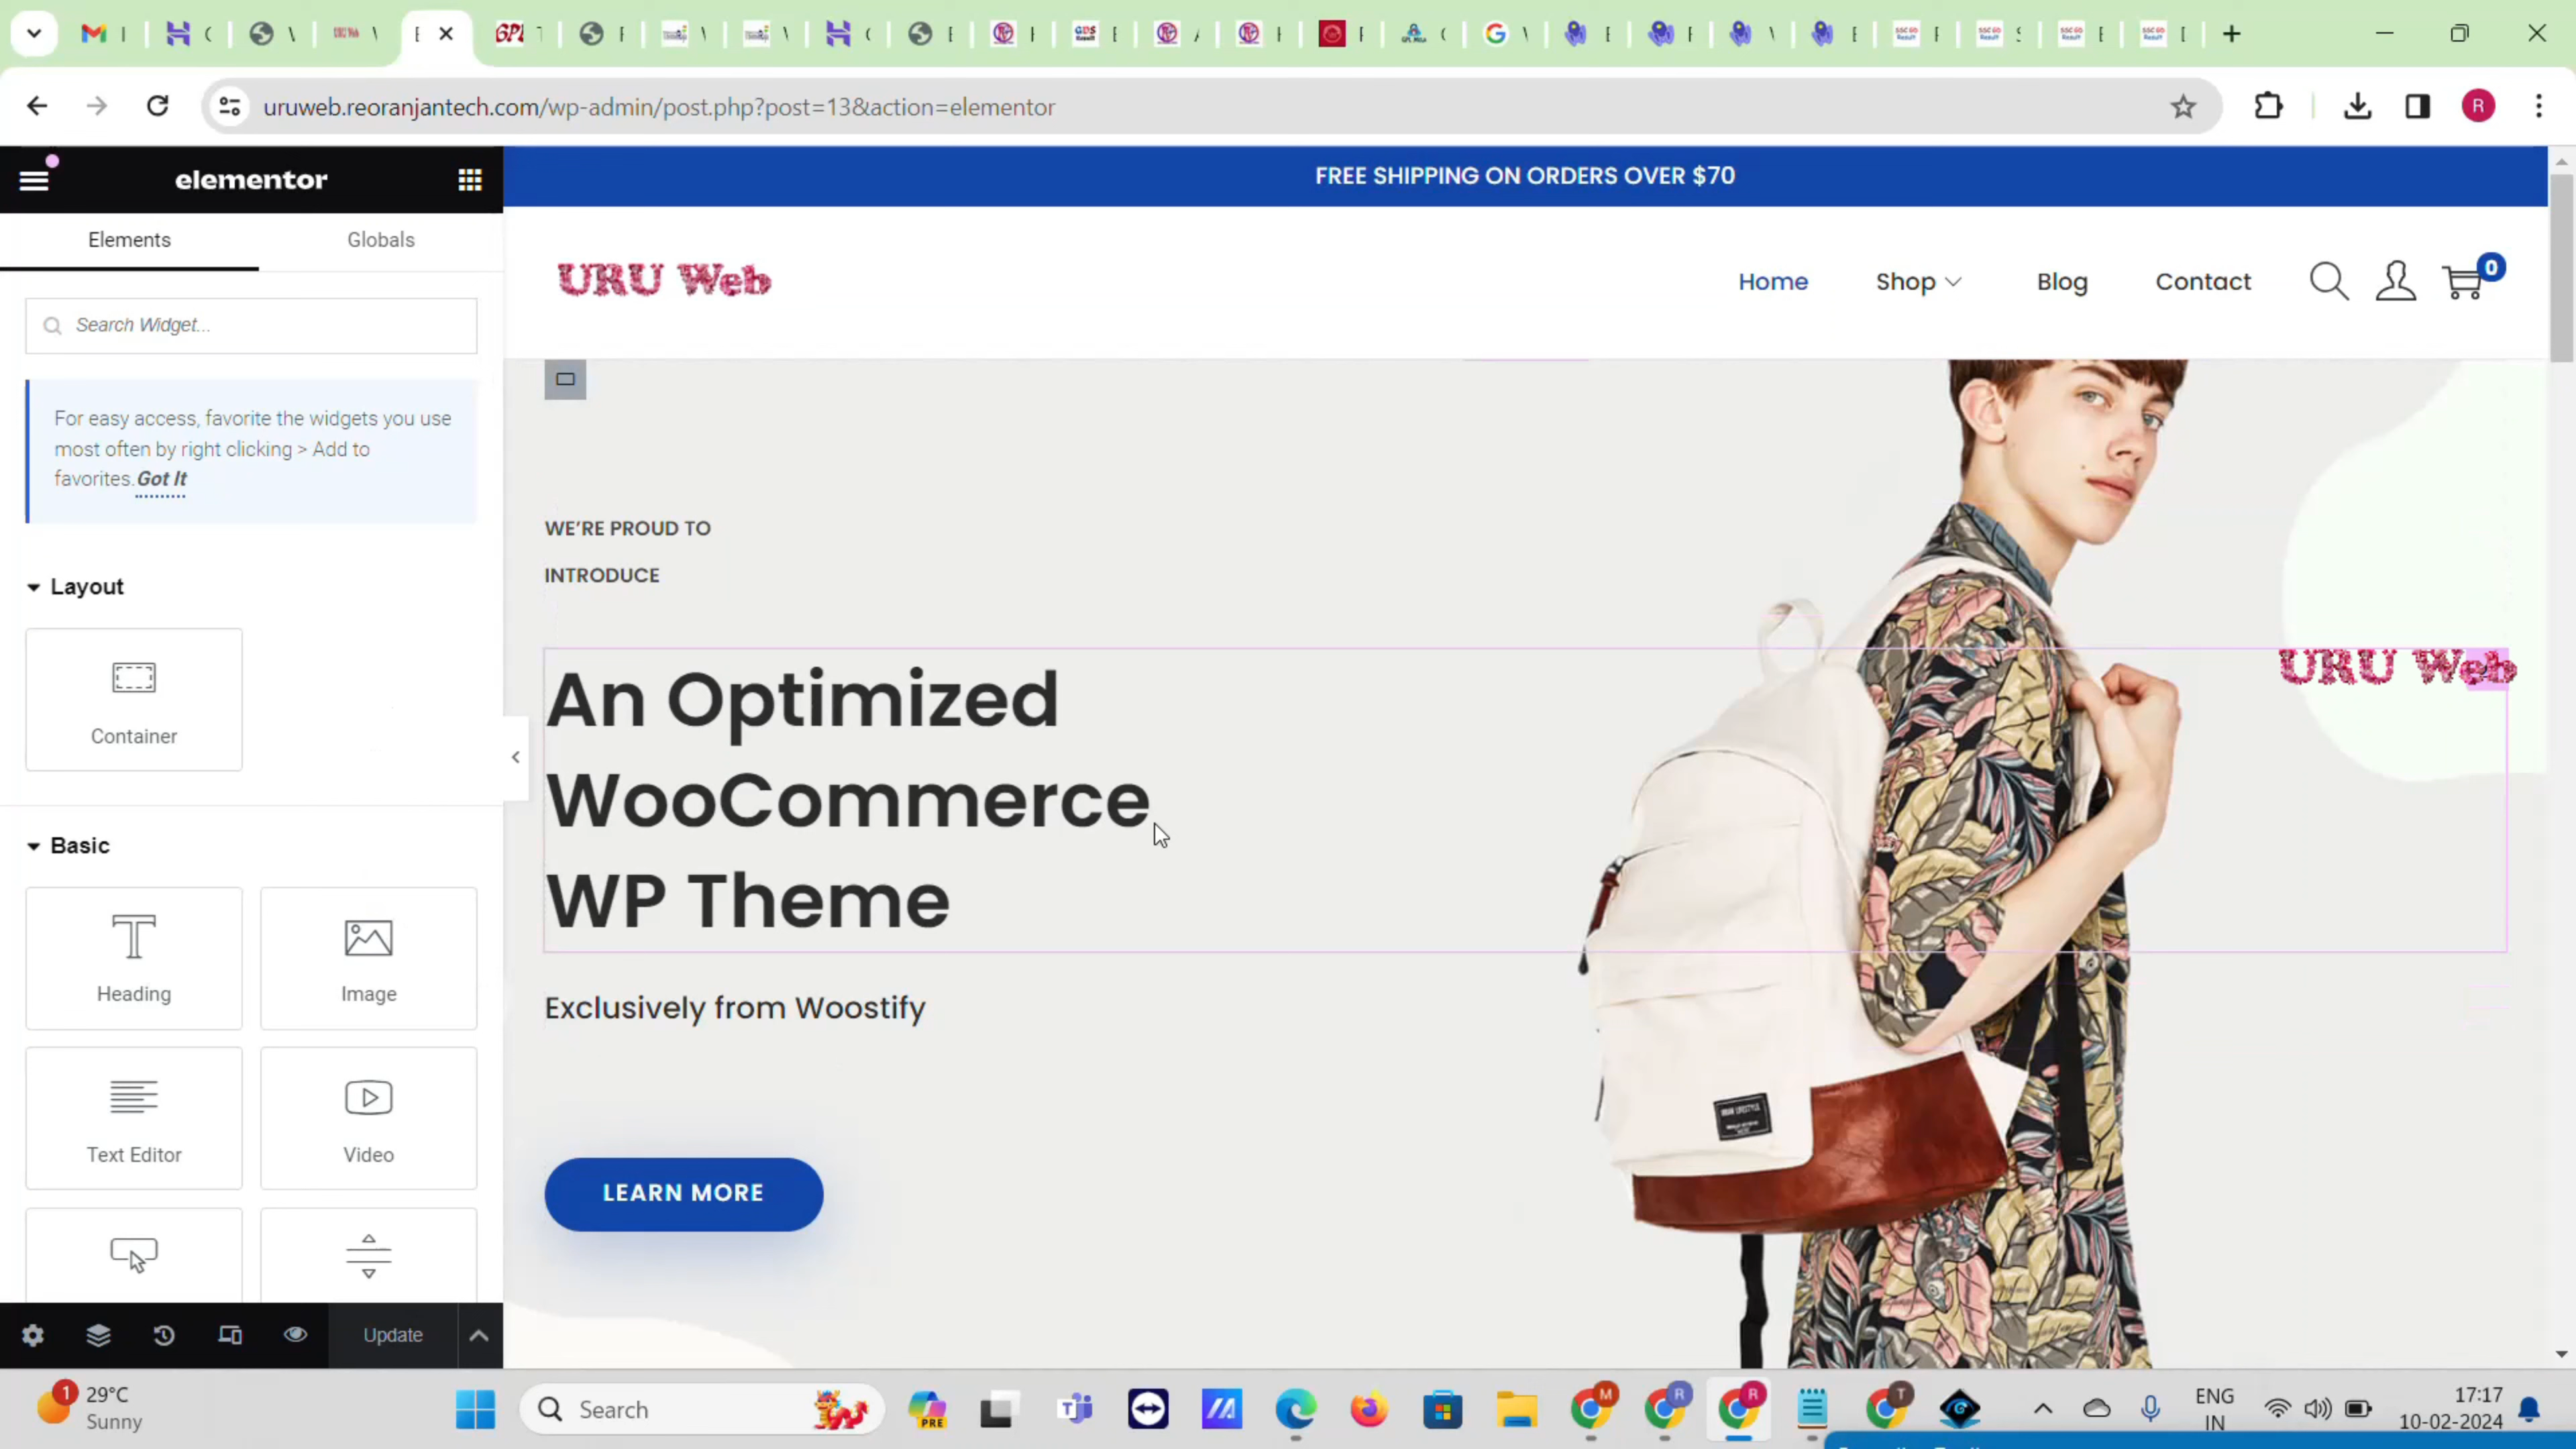 uruweb.reoranjantech.com/wp-admin/post.php?post=13&action=elementor
R
elementor
Elements
Globals
Search Widget...
For easy access, favorite the widgets you use
most often by right clicking > Add to
favorites. Got It
Layout
Container
Basic
Heading
Image
Text Editor
Video
Update
FREE SHIPPING ON ORDERS OVER $70
URU Web
Home
Shop
Blog
Contact
0
WE'RE PROUD TO
INTRODUCE
URU Web
An Optimized
WooCommerce
WP Theme
Exclusively from Woostify
LEARN MORE
1
29°C
Sunny
Search
PRE
M
R
R
T
ENG
IN
17:17
10-02-2024